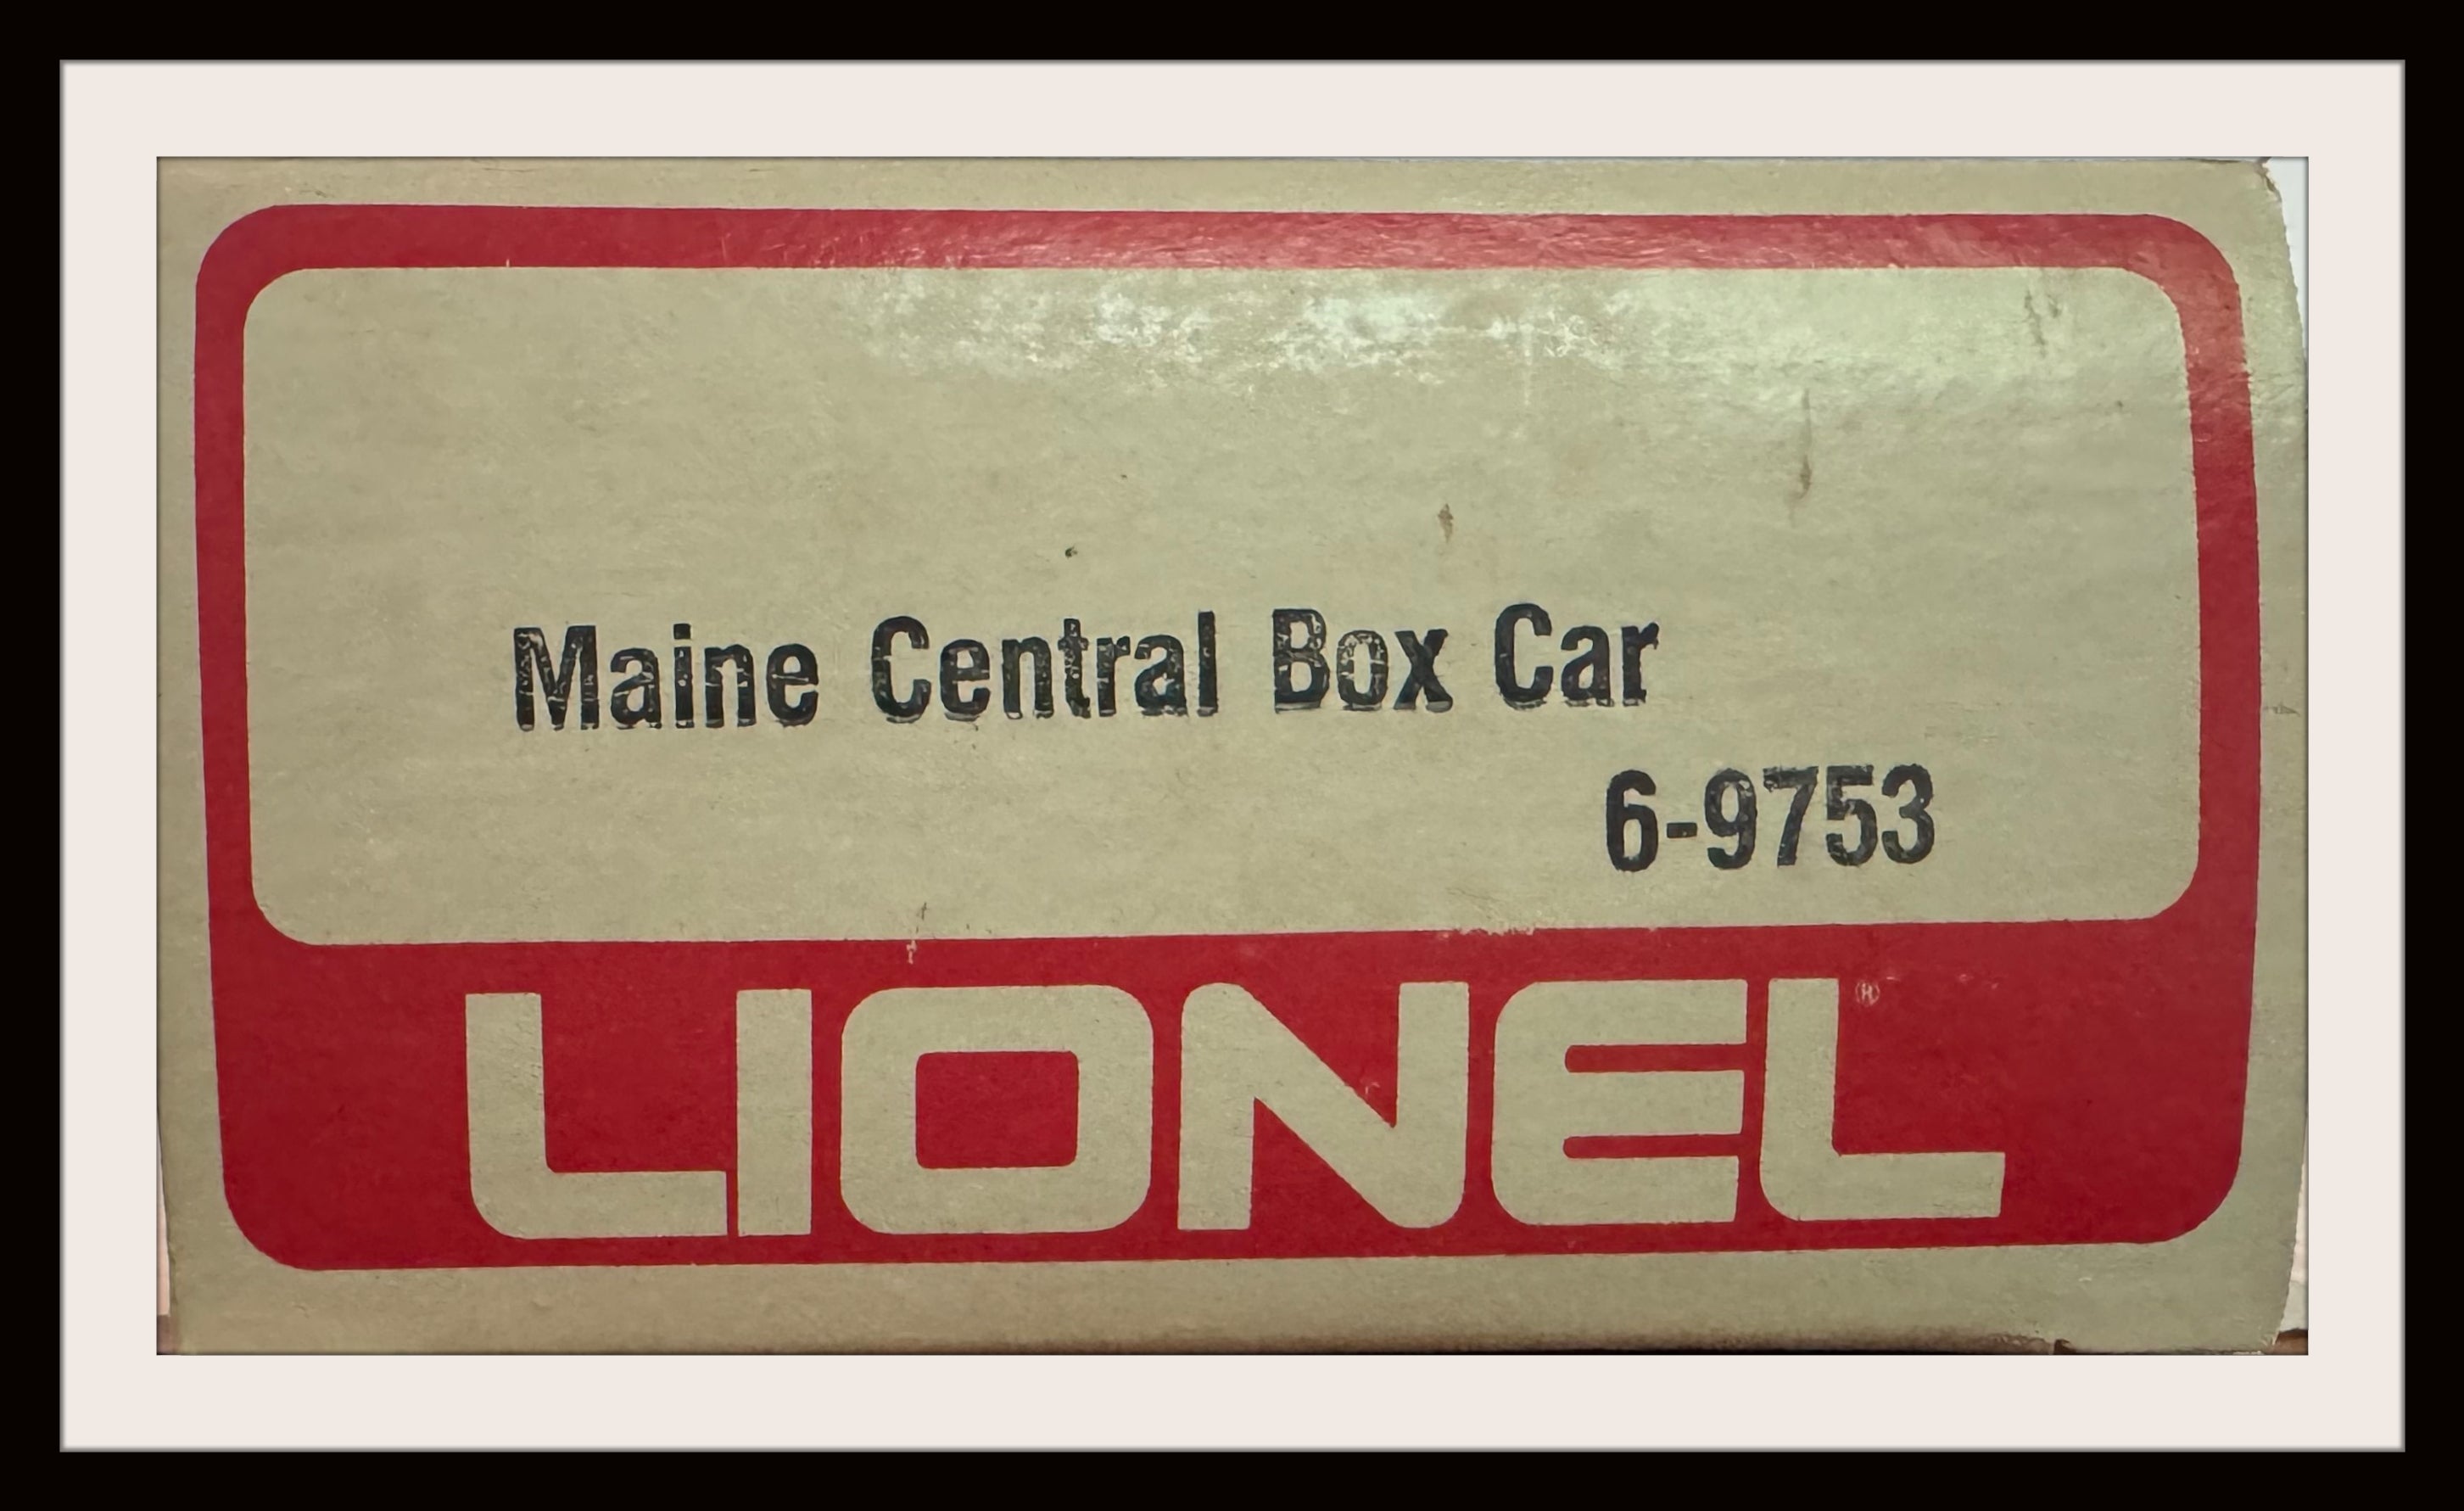 Maine Central Box Car
6-9753
LIONEL®